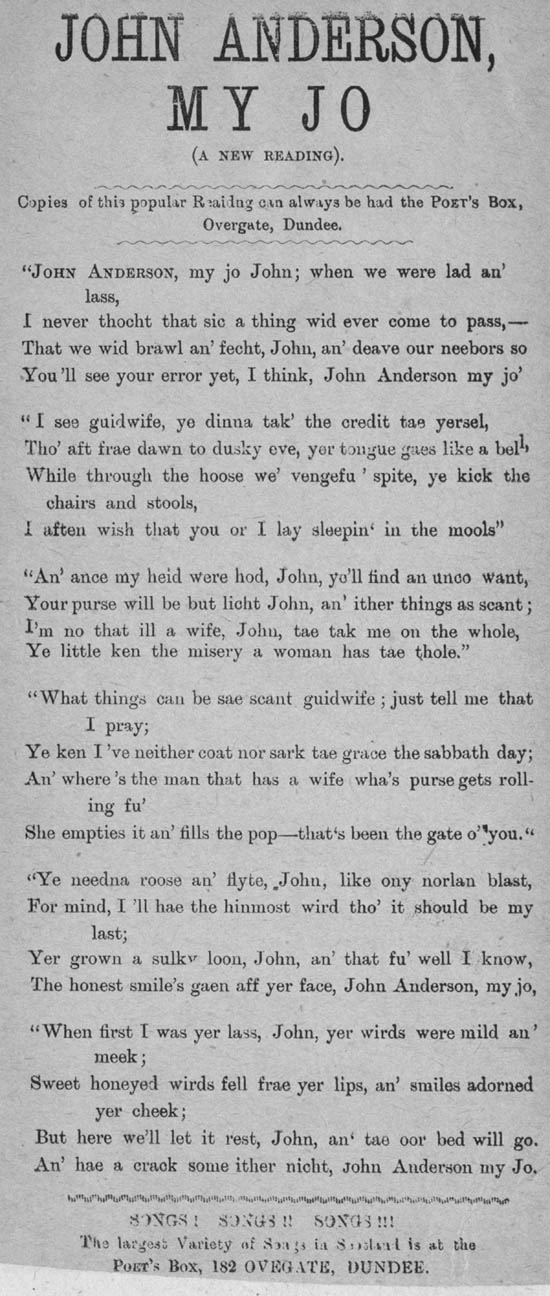 JOHN ANDERSON,
MY JO
(A NEW READING).
Copies of this popular Reaidng can always be had the POET'S BOX,
Overgate, Dundee.
"JOHN ANDERSON, my jo John; when we were lad an'
lass,
I never thocht that sic a thing wid ever come to pass,—
That we wid brawl an' fecht, John, an' deave our neebors so
You'll see your error yet, I think, John Anderson my jo'
"I see guidwife, ye dinna tak' the credit tae yersel,
Tho' aft frae dawn to dusky eve, yer tongue gaes like a bell,
While through the hoose we' vengefu' spite, ye kick the
chairs and stools,
I aften wish that you or I lay sleepin' in the mools"
"An' ance my heid were hod, John, ye'll find an unco want,
Your purse will be but licht John, an' ither things as scant;
I'm no that ill a wife, John, tae tak me on the whole,
Ye little ken the misery a woman has tae thole."
"What things can be sae scant guidwife; just tell me that
I pray;
Ye ken I've neither coat nor sark tae grace the sabbath day;
An' where's the man that has a wife wha's purse gets roll-
ing fu'
She empties it an' fills the pop—that's been the gate o' you."
"Ye needna roose an' flyte, John, like ony norlan blast,
For mind, I'll hae the hinmost wird tho' it should be my
last;
Yer grown a sulky loon, John, an' that fu' well I know,
The honest smile's gaen aff yer face, John Anderson, my jo,
"When first I was yer lass, John, yer wirds were mild an'
meek;
Sweet honeyed wirds fell frae yer lips, an' smiles adorned
yer cheek;
But here we'll let it rest, John, an' tae oor bed will go.
An' hae a crack some ither nicht, John Anderson my Jo.
SONGS! SONGS!! SONGS!!!
The largest Variety of Songs in Scotland is at the
POET'S BOX, 182 OVEGATE, DUNDEE.